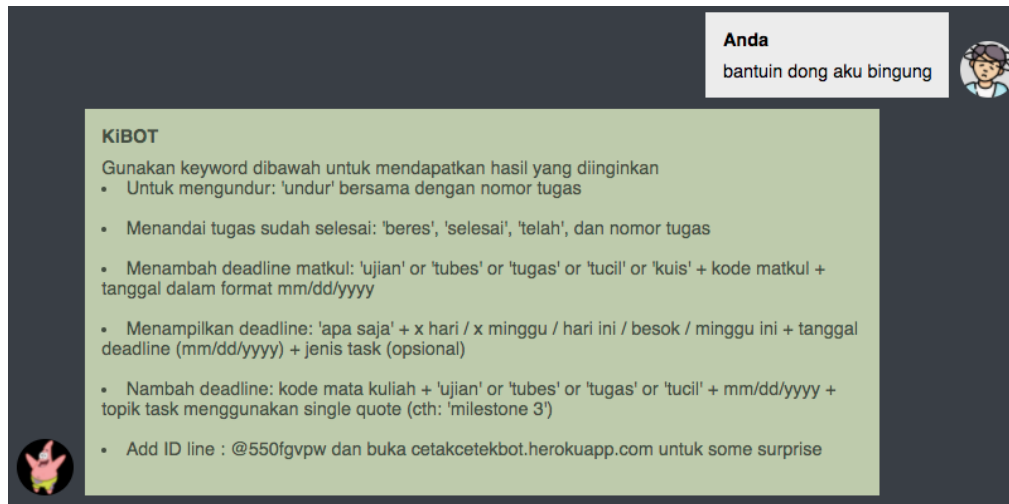 Anda
bantuin dong aku bingung
KiBOT
Gunakan keyword dibawah untuk mendapatkan hasil yang diinginkan
• Untuk mengundur: 'undur' bersama dengan nomor tugas
• Menandai tugas sudah selesai: 'beres', 'selesai', 'telah', dan nomor tugas
• Menambah deadline matkul: 'ujian' or 'tubes' or 'tugas' or 'tucil' or 'kuis' + kode matkul +
tanggal dalam format mm/dd/yyyy
• Menampilkan deadline: 'apa saja' + x hari / x minggu / hari ini / besok / minggu ini + tanggal
deadline (mm/dd/yyyy) + jenis task (opsional)
• Nambah deadline: kode mata kuliah + 'ujian' or 'tubes' or 'tugas' or 'tucil' + mm/dd/yyyy +
topik task menggunakan single quote (cth: 'milestone 3')
• Add ID line : @550fgvpw dan buka cetakcetekbot.herokuapp.com untuk some surprise